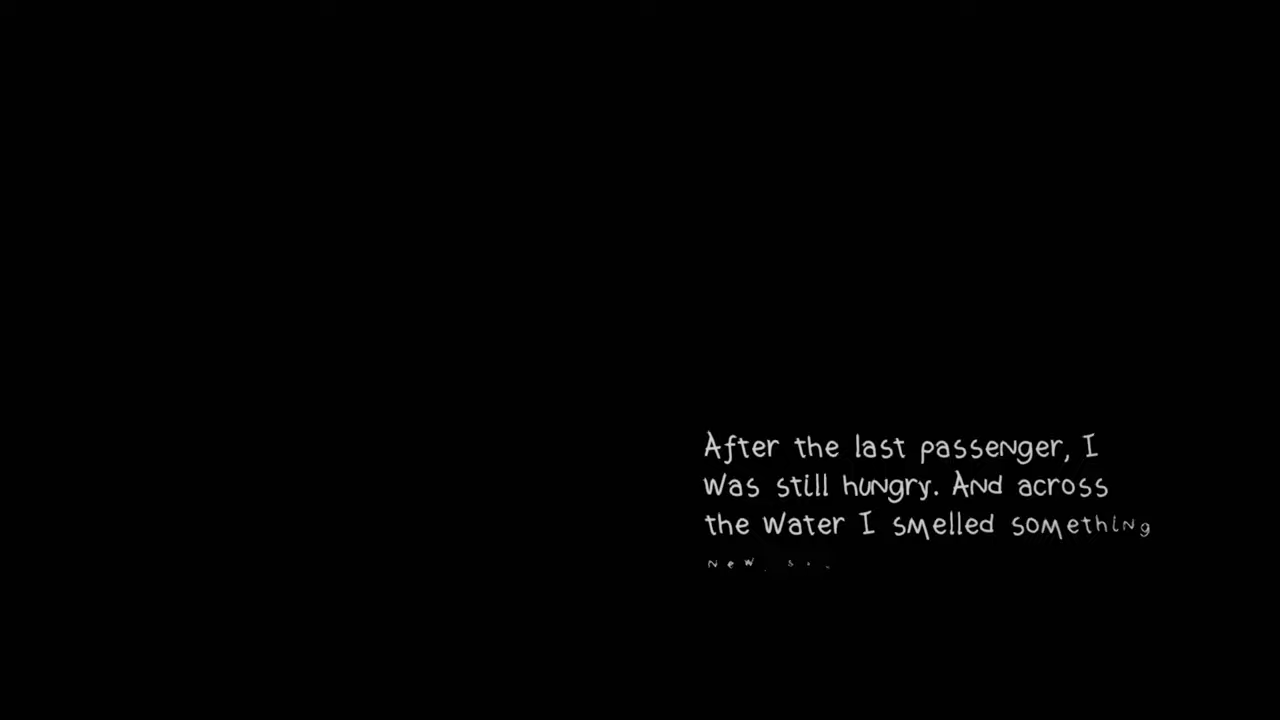 After the last passenger, I
was still hungry. And across
the water I smelled something
new.